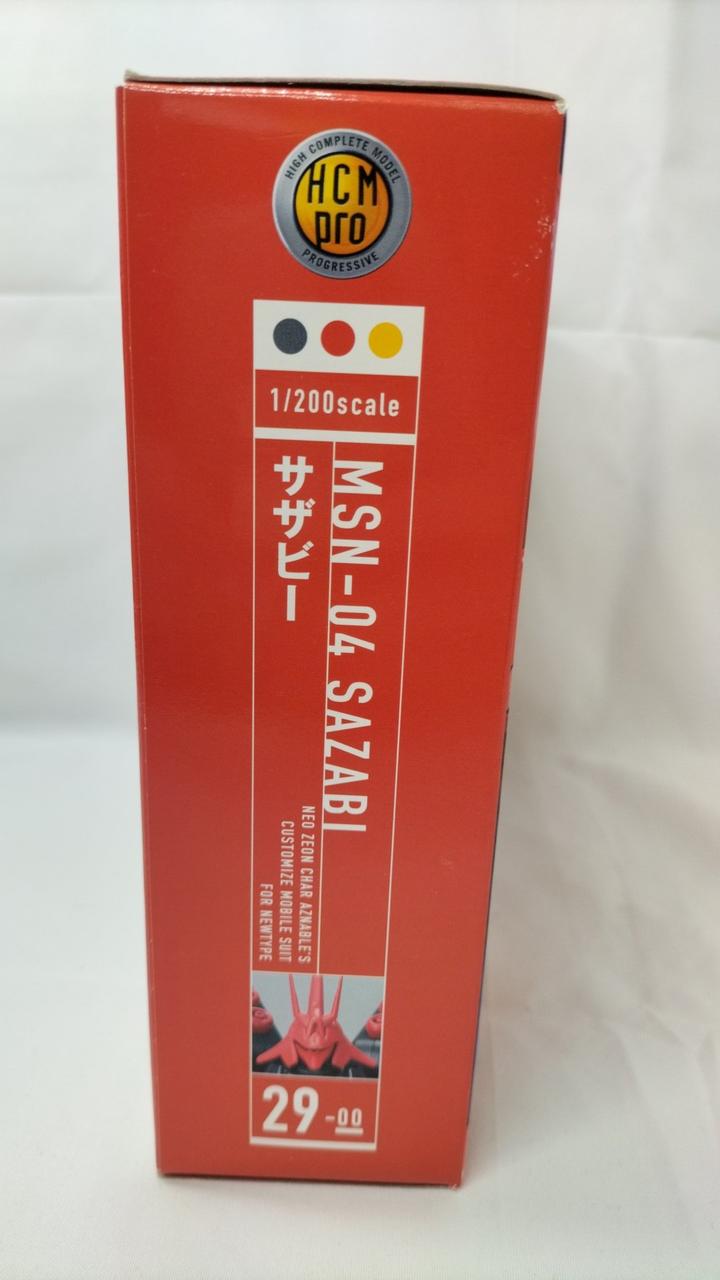 HIGH COMPLETE MODEL
HCM
pro
PROGRESSIVE
1/200scale
MSN-04 SAZABI
サザビー
NEO ZEON CHAR AZNABLE'S
CUSTOMIZE MOBILE SUIT
FOR NEWTYPE
29-00